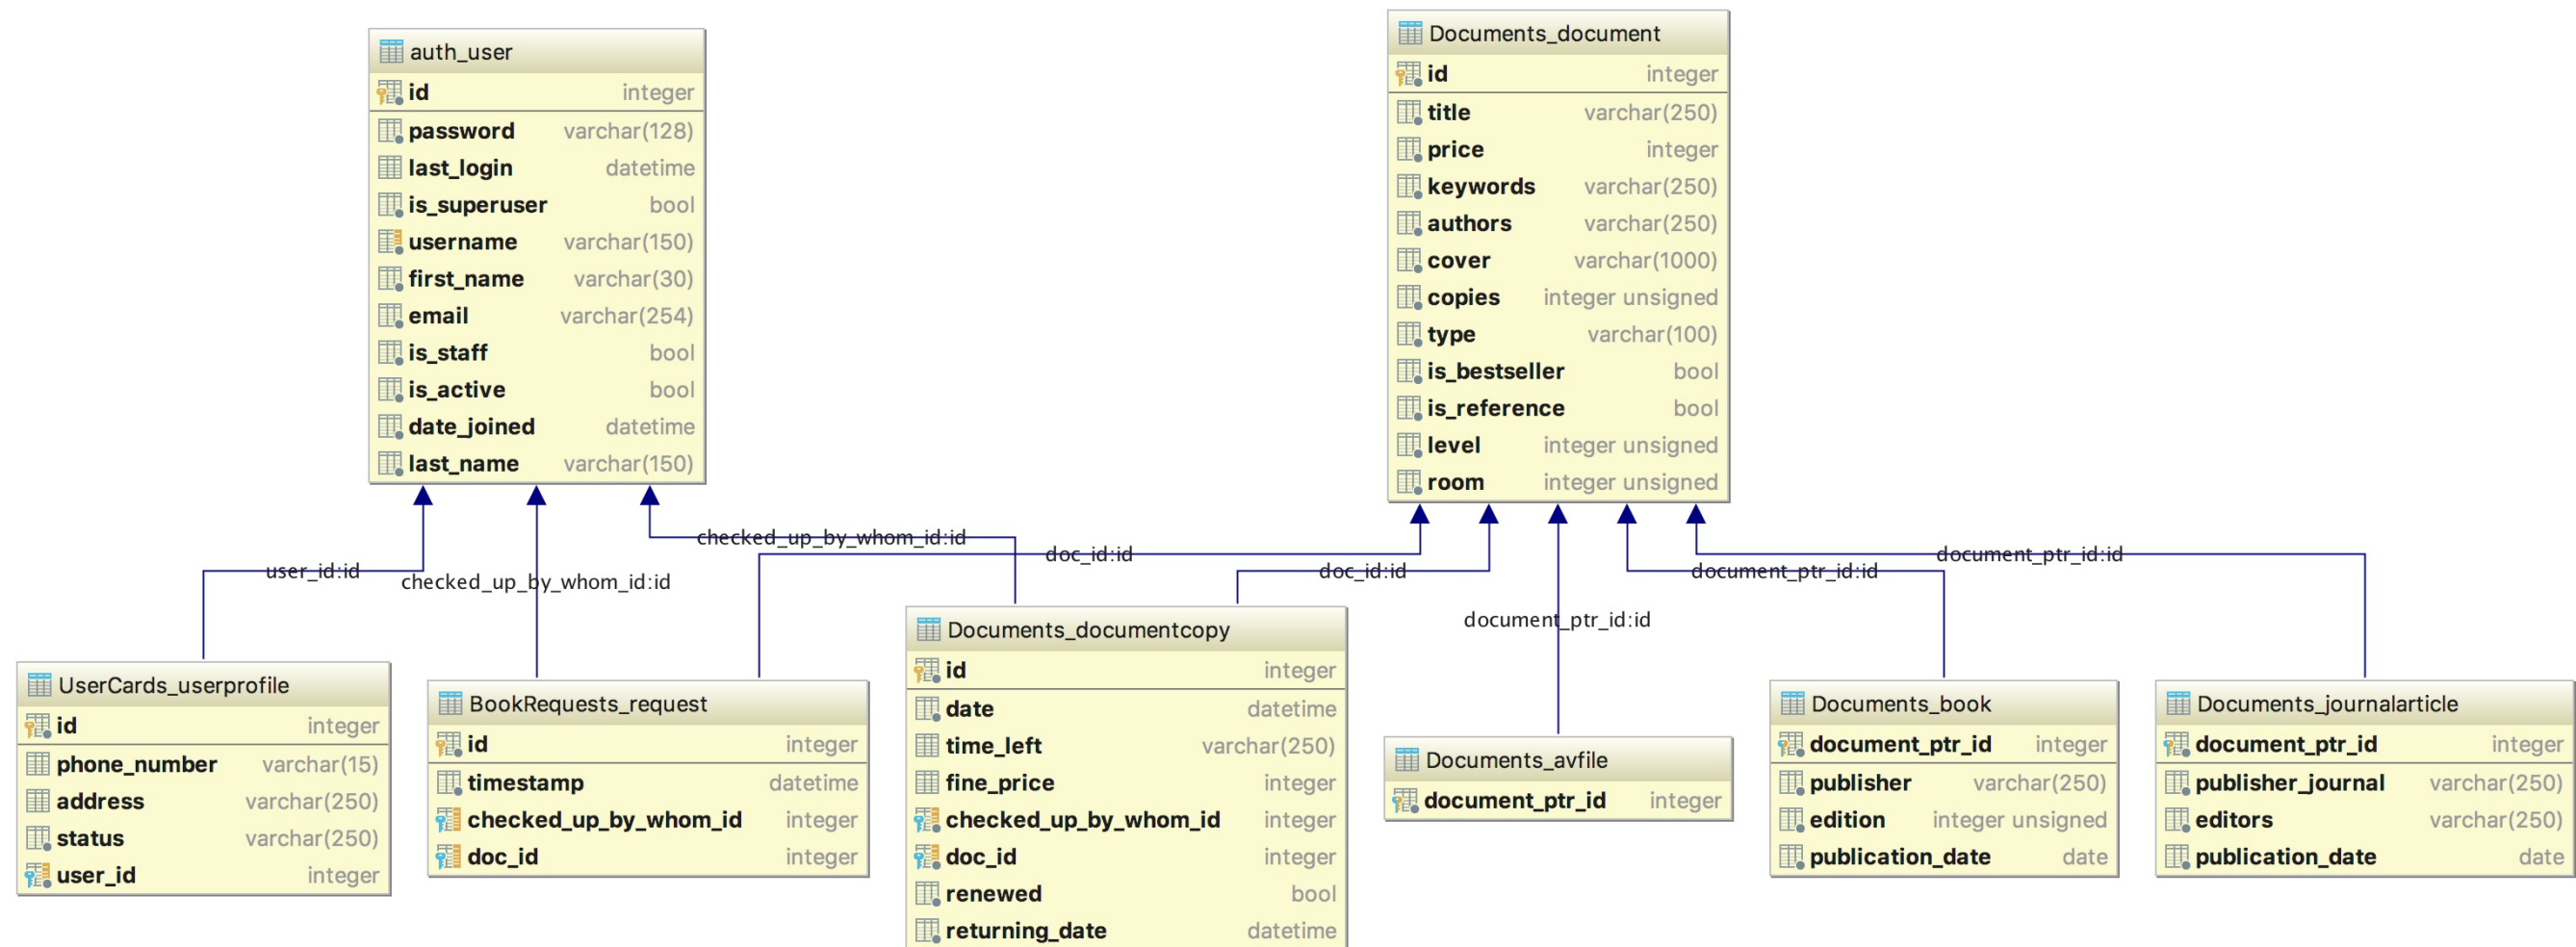 auth_user
id integer
password varchar(128)
last_login datetime
is_superuser bool
username varchar(150)
first_name varchar(30)
email varchar(254)
is_staff bool
is_active bool
date_joined datetime
last_name varchar(150)
Documents_document
id integer
title varchar(250)
price integer
keywords varchar(250)
authors varchar(250)
cover varchar(1000)
copies integer unsigned
type varchar(100)
is_bestseller bool
is_reference bool
level integer unsigned
room integer unsigned
user_id:id
checked_up_by_whom_id:id
checked_up_by_whom_id:id
doc_id:id
doc_id:id
document_ptr_id:id
document_ptr_id:id
document_ptr_id:id
UserCards_userprofile
id integer
phone_number varchar(15)
address varchar(250)
status varchar(250)
user_id integer
BookRequests_request
id integer
timestamp datetime
checked_up_by_whom_id integer
doc_id integer
Documents_documentcopy
id integer
date datetime
time_left varchar(250)
fine_price integer
checked_up_by_whom_id integer
doc_id integer
renewed bool
returning_date datetime
Documents_avfile
document_ptr_id integer
Documents_book
document_ptr_id integer
publisher varchar(250)
edition integer unsigned
publication_date date
Documents_journalarticle
document_ptr_id integer
publisher_journal varchar(250)
editors varchar(250)
publication_date date